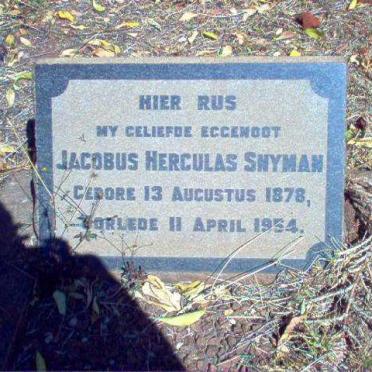 HIER RUS
MY GELIEFDE EGGENOOT
JACOBUS HERCULAS SNYMAN
GEBORE 13 AUGUSTUS 1878,
OORLEDE 11 APRIL 1954.